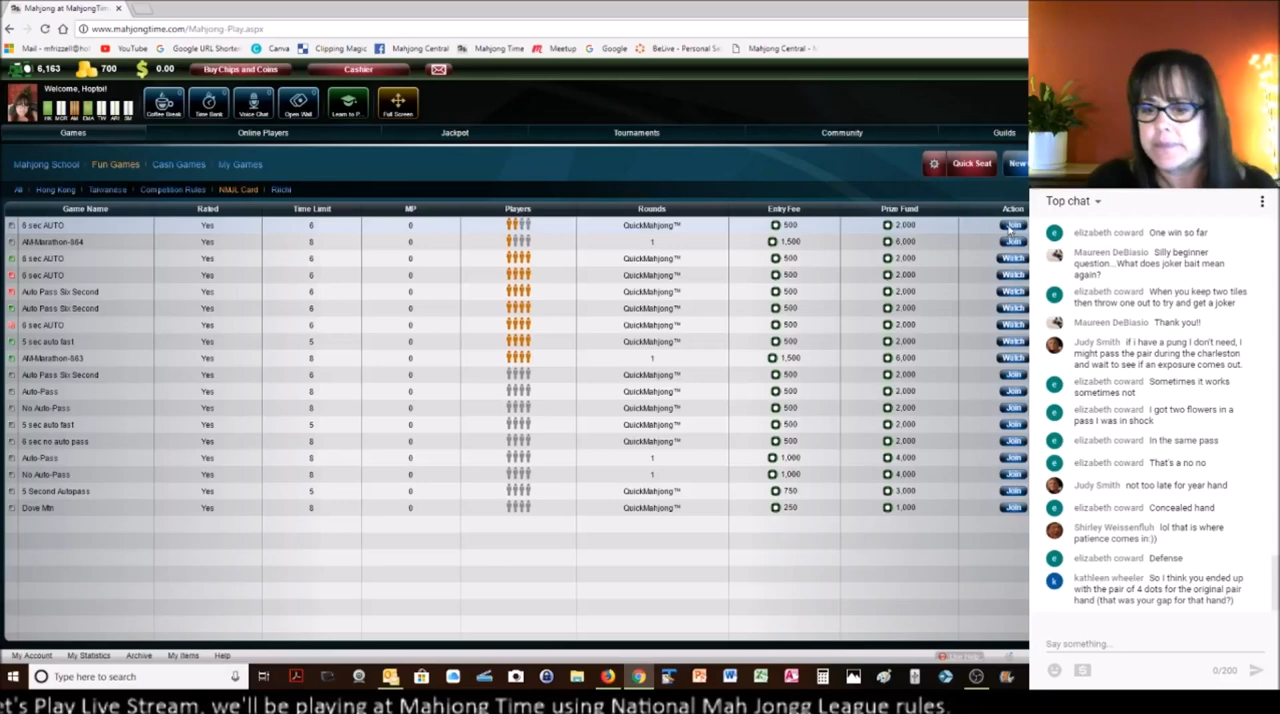 Mahjong at MahjongTime
www.mahjongtime.com/Mahjong-Play.aspx
Mail - mfrizzell@ho YouTube Google URL Shorte Canva Clipping Magic Mahjong Central Mahjong Time Meetup Google BeLive - Personal Se Mahjong Central -
6,163 700 0.00 Buy Chips and Coins Cashier
Welcome, Hoptoi!
Coffee Break Time Bank Voice Chat Open Wall Learn to P... Full Screen
Games Online Players Jackpot Tournaments Community Guilds
Mahjong School Fun Games Cash Games My Games Quick Seat New
All Hong Kong Taiwanese Competition Rules NMJL Card Riichi
Game Name Rated Time Limit MP Players Rounds Entry Fee Prize Fund Action
6 sec AUTO Yes 6 0 QuickMahjong™ 500 2,000 Join
AM-Marathon-864 Yes 8 0 1 1,500 6,000 Join
6 sec AUTO Yes 6 0 QuickMahjong™ 500 2,000 Watch
6 sec AUTO Yes 6 0 QuickMahjong™ 500 2,000 Watch
Auto Pass Six Second Yes 6 0 QuickMahjong™ 500 2,000 Watch
Auto Pass Six Second Yes 6 0 QuickMahjong™ 500 2,000 Watch
6 sec AUTO Yes 6 0 QuickMahjong™ 500 2,000 Watch
5 sec auto fast Yes 5 0 QuickMahjong™ 500 2,000 Watch
AM-Marathon-863 Yes 8 0 1 1,500 6,000 Watch
Auto Pass Six Second Yes 6 0 QuickMahjong™ 500 2,000 Join
Auto-Pass Yes 8 0 QuickMahjong™ 500 2,000 Join
No Auto-Pass Yes 8 0 QuickMahjong™ 500 2,000 Join
5 sec auto fast Yes 5 0 QuickMahjong™ 500 2,000 Join
6 sec no auto pass Yes 8 0 QuickMahjong™ 500 2,000 Join
Auto-Pass Yes 8 0 1 1,000 4,000 Join
No Auto-Pass Yes 8 0 1 1,000 4,000 Join
5 Second Autopass Yes 5 0 QuickMahjong™ 750 3,000 Join
Dove Mtn Yes 8 0 QuickMahjong™ 250 1,000 Join
My Account My Statistics Archive My Items Help
Type here to search
et's Play Live Stream, we'll be playing at Mahjong Time using National Mah Jongg League rules.
Top chat
elizabeth coward One win so far
Maureen DeBiasio Silly beginner
question...What does joker bait mean
again?
elizabeth coward When you keep two tiles
then throw one out to try and get a joker
Maureen DeBiasio Thank you!!
Judy Smith if i have a pung I don't need, I
might pass the pair during the charleston
and wait to see if an exposure comes out.
elizabeth coward Sometimes it works
sometimes not
elizabeth coward I got two flowers in a
pass I was in shock
elizabeth coward In the same pass
elizabeth coward That's a no no
Judy Smith not too late for year hand
elizabeth coward Concealed hand
Shirley Weissenfluh lol that is where
patience comes in:))
elizabeth coward Defense
kathleen wheeler So I think you ended up
with the pair of 4 dots for the original pair
hand (that was your gap for that hand?)
Say something...
0/200